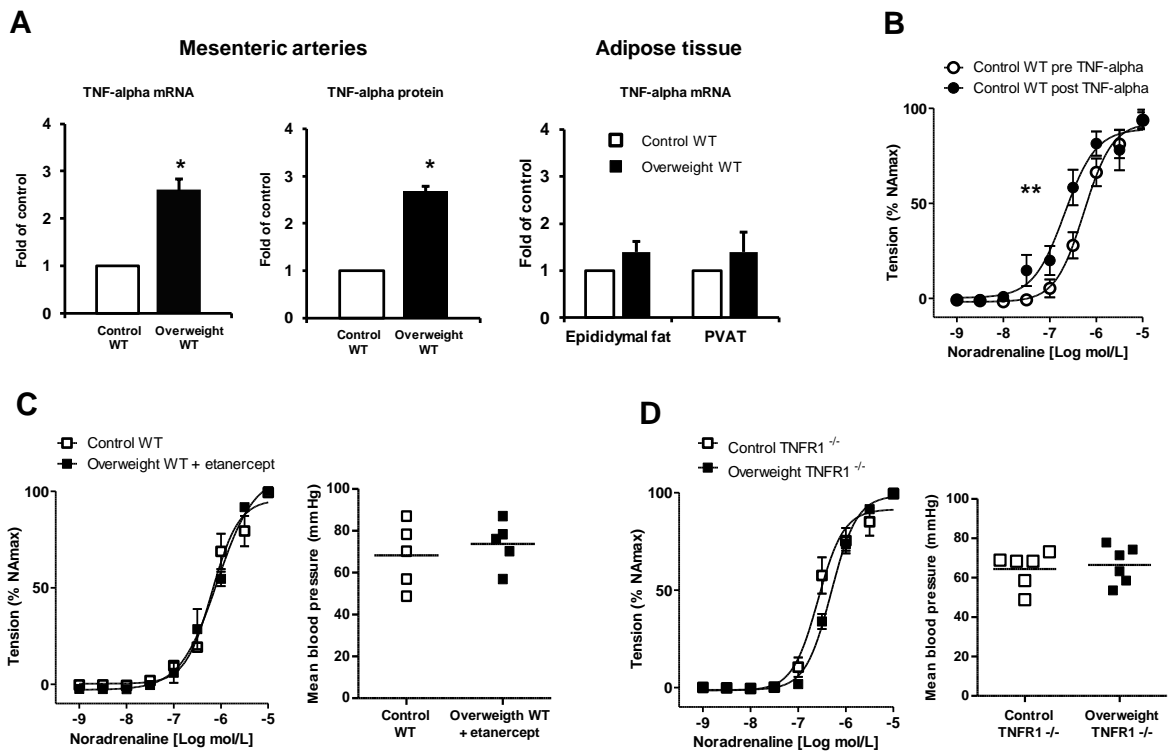 A
Mesenteric arteries
Adipose tissue
TNF-alpha mRNA
Fold of control
4
3
2
1
0
*
Control
WT
Overweight
WT
TNF-alpha protein
Fold of control
4
3
2
1
0
*
Control
WT
Overweight
WT
TNF-alpha mRNA
Control WT
Overweight WT
Fold of control
4
3
2
1
0
Epididymal fat
PVAT
B
Control WT pre TNF-alpha
Control WT post TNF-alpha
Tension (% NAmax)
100
50
0
**
-9 -8 -7 -6 -5
Noradrenaline [Log mol/L]
C
Control WT
Overweight WT + etanercept
Tension (% NAmax)
100
50
0
-9 -8 -7 -6 -5
Noradrenaline [Log mol/L]
Mean blood pressure (mmHg)
100
80
60
40
20
0
Control
WT
Overweigth WT
+ etanercept
D
Control TNFR1 -/-
Overweight TNFR1 -/-
Tension (% NAmax)
100
50
0
-9 -8 -7 -6 -5
Noradrenaline [Log mol/L]
Mean blood pressure (mmHg)
100
80
60
40
20
0
Control
TNFR1 -/-
Overweight
TNFR1 -/-